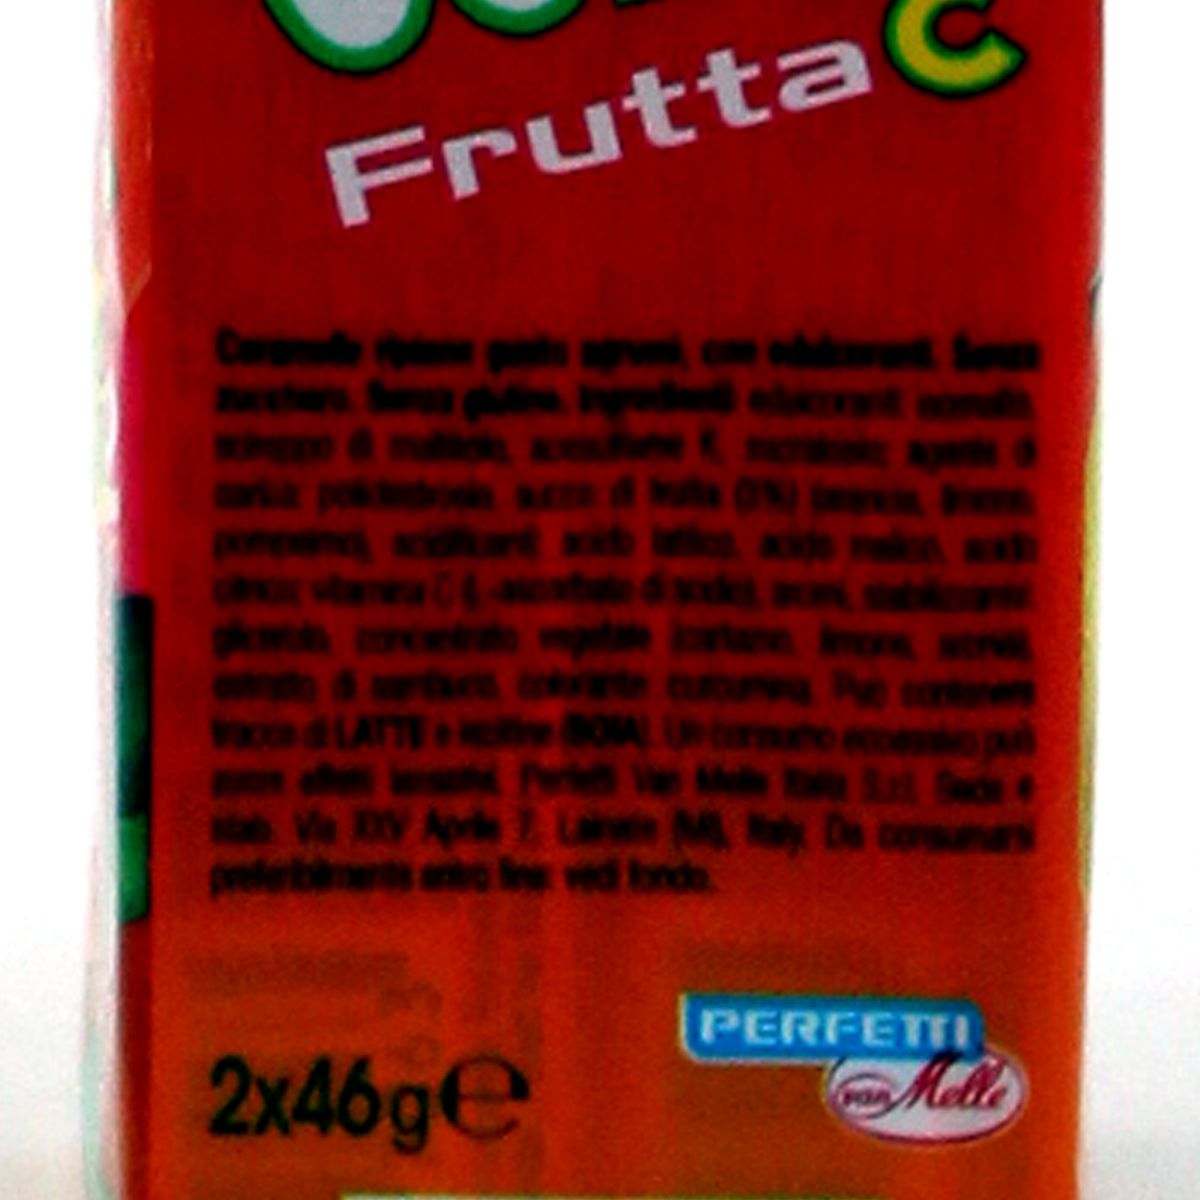 Frutta C
Caramelle ripiene gusto agrumi, con edulcoranti. Senza
zucchero. Senza glutine. Ingredienti: edulcoranti: isomalto,
sciroppo di maltitolo, acesulfame K, sucralosio; agente di
carica: polidestrosio, succo di frutta (3%) (arancia, limone,
pompelmo), acidificanti: acido lattico, acido malico, acido
citrico; vitamina C (L-ascorbato di sodio), aromi, stabilizzante:
glicerolo, concentrato vegetale (cartamo, limone,
estratto di sambuco, colorante: curcumina. Può contenere
tracce di LATTE e lecitine (SOIA). Un consumo eccessivo può
avere effetti lassativi. Perfetti Van Melle Italia S.r.l. Sede e
stab. Via XXV Aprile 7, Lainate (MI), Italy. Da consumarsi
preferibilmente entro fine: vedi fondo.
2x46g e
PERFETTI
van Melle